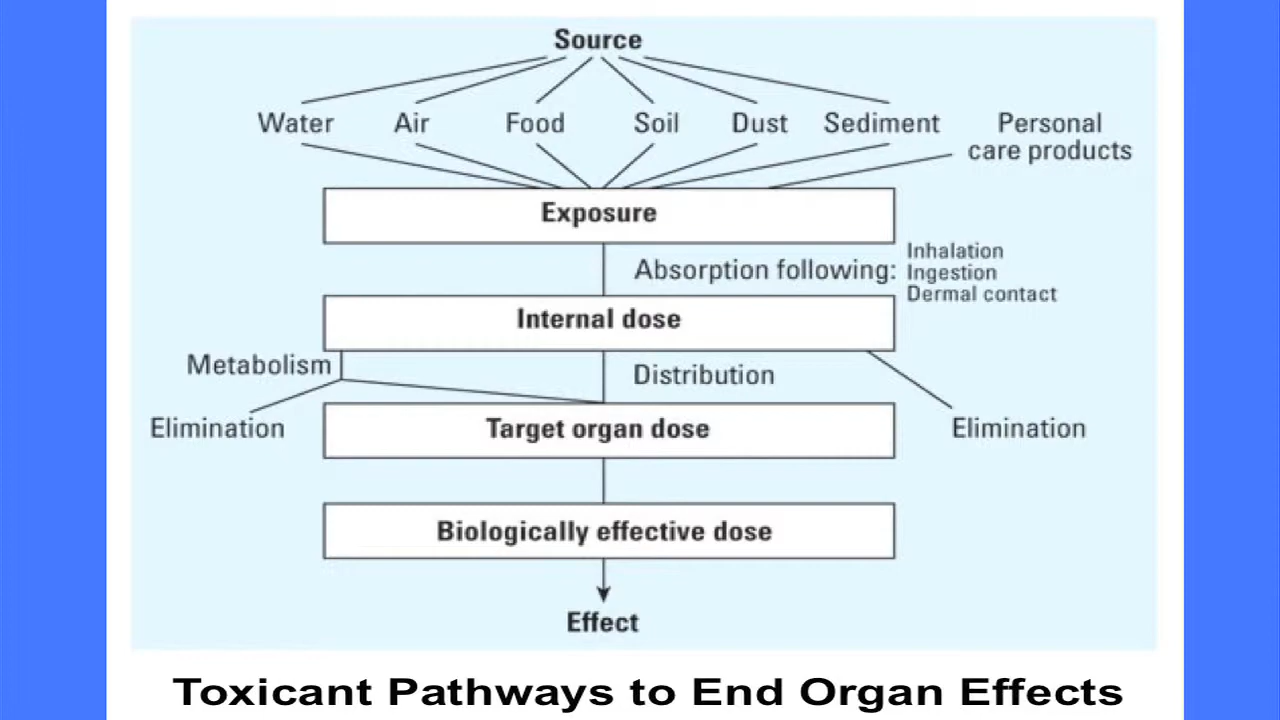 Source
Water Air Food Soil Dust Sediment Personal
care products
Exposure
Absorption following: Inhalation
Ingestion
Dermal contact
Internal dose
Metabolism Distribution
Elimination Target organ dose Elimination
Biologically effective dose
Effect
Toxicant Pathways to End Organ Effects